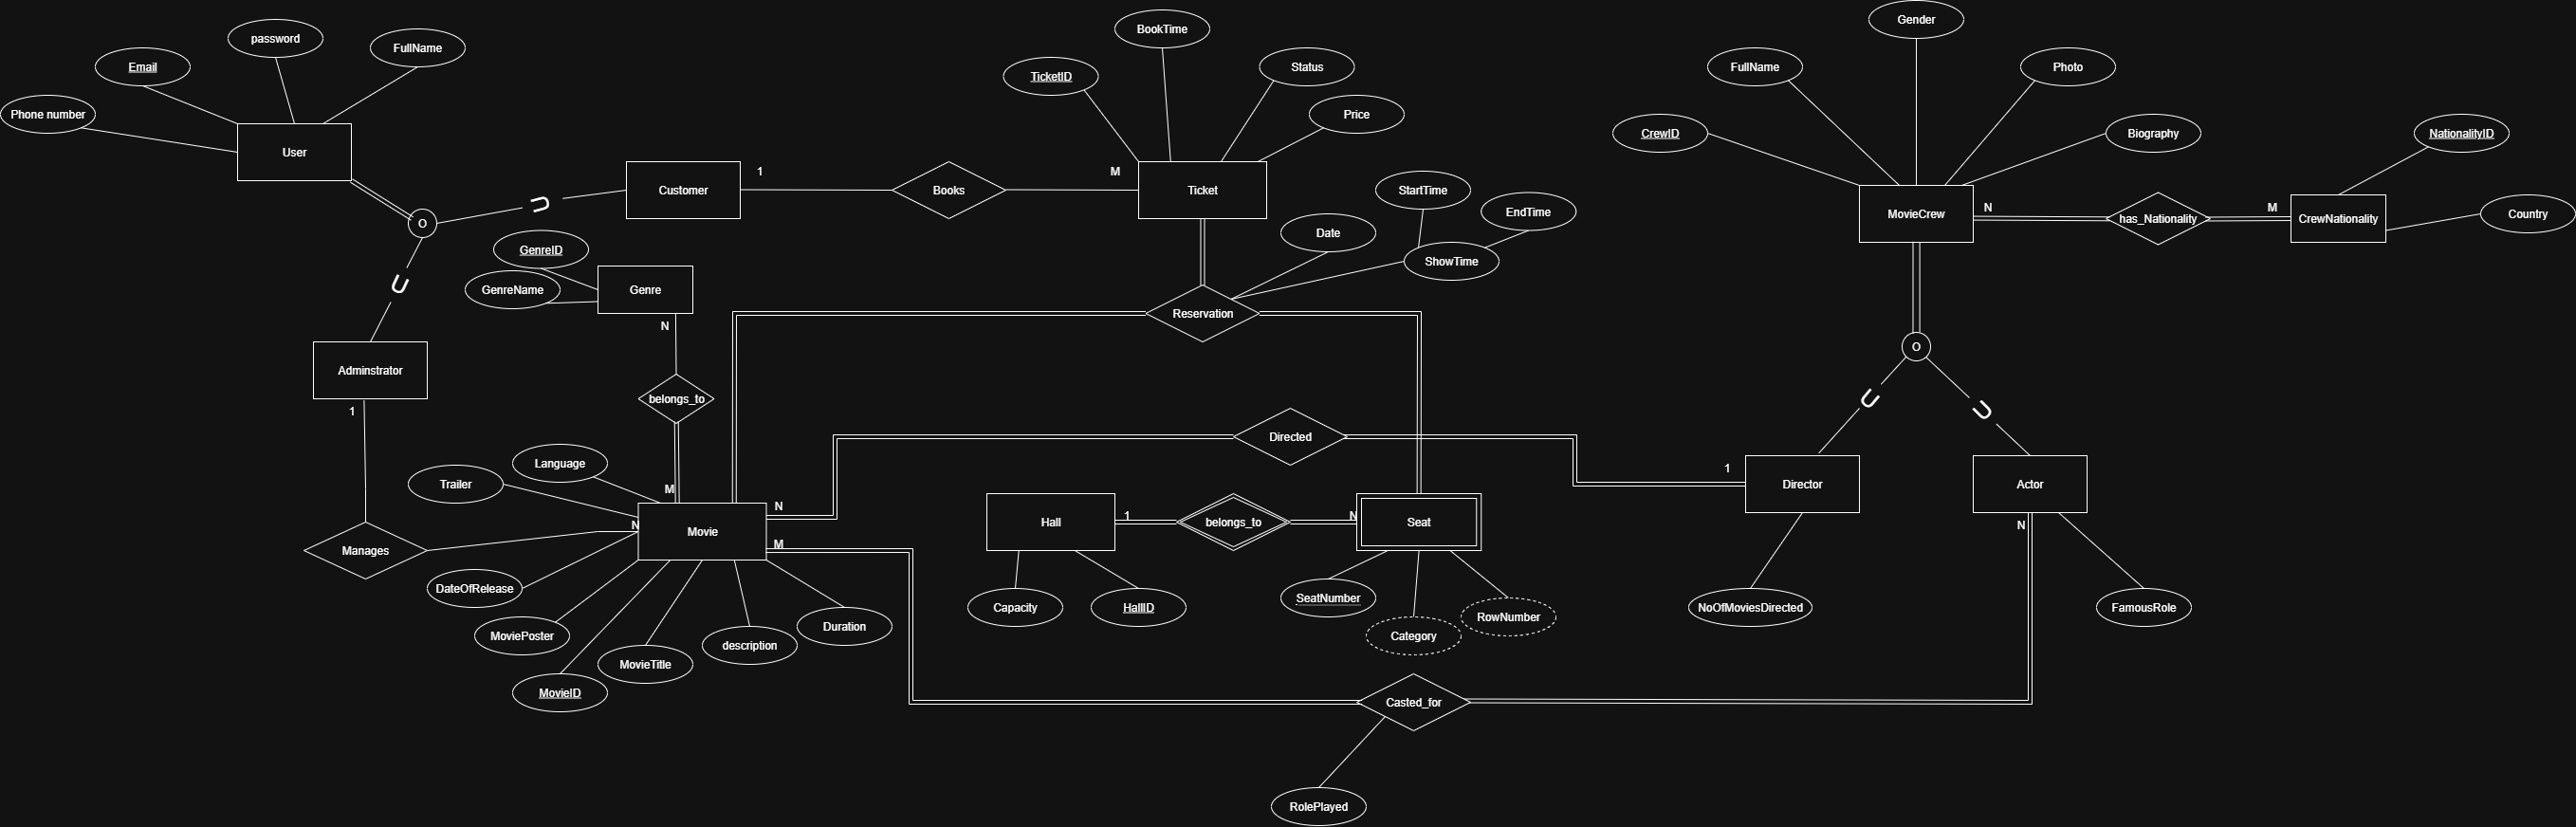 Gender
BookTime
password
FullName
Email
Status
FullName
Photo
TicketID
Phone number
Price
CrewID
Biography
NationalityID
User
1
M
Customer
Books
Ticket
StartTime
EndTime
N
M
MovieCrew
has_Nationality
CrewNationality
Country
O
U
Date
GenreID
ShowTime
U
GenreName
Genre
Reservation
N
O
Adminstrator
belongs_to
U
U
1
Directed
Language
Trailer
M
1
Director
Actor
N
N
Movie
N
Hall
1
belongs_to
N
Seat
Manages
M
DateOfRelease
SeatNumber
Capacity
HallID
RowNumber
NoOfMoviesDirected
FamousRole
MoviePoster
Duration
Category
description
MovieTitle
MovieID
Casted_for
RolePlayed